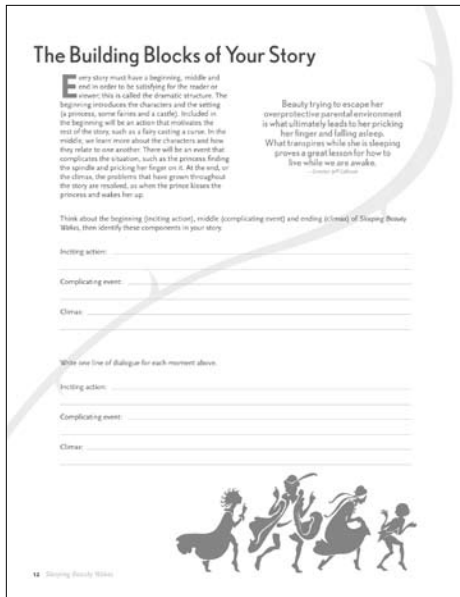 The Building Blocks of Your Story
Every story must have a beginning, middle and
end in order to be satisfying for the reader or
viewer; this is called the dramatic structure. The
beginning introduces the characters and the setting
(a princess, some fairies and a castle). Included in
the beginning will be an action that motivates the
rest of the story, such as a fairy casting a curse. In the
middle, we learn more about the characters and how
they relate to one another. There will be an event that
complicates the situation, such as the princess finding
the spindle and pricking her finger on it. At the end, or
the climax, the problems that have grown throughout
the story are resolved, as when the prince kisses the
princess and wakes her up.
Beauty trying to escape her
overprotective parental environment
is what ultimately leads to her pricking
her finger and falling asleep.
What transpires while she is sleeping
proves a great lesson for how to
live while we are awake.
– Director Jeff Calhoun
Think about the beginning (inciting action), middle (complicating event) and ending (climax) of Sleeping Beauty
Wakes, then identify these components in your story.
Inciting action:
Complicating event:
Climax:
Write one line of dialogue for each moment above.
Inciting action:
Complicating event:
Climax:
12 Sleeping Beauty Wakes